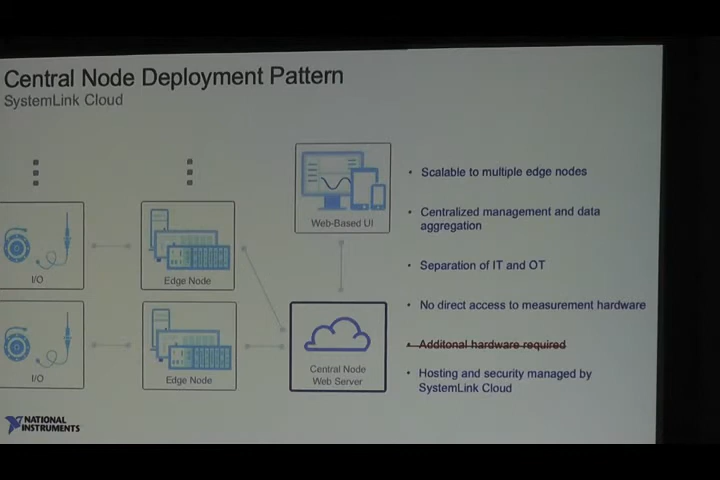 Central Node Deployment Pattern
SystemLink Cloud
Web-Based UI
I/O
Edge Node
I/O
Edge Node
Central Node
Web Server
• Scalable to multiple edge nodes
• Centralized management and data
aggregation
• Separation of IT and OT
• No direct access to measurement hardware
• Additonal hardware required
• Hosting and security managed by
SystemLink Cloud
NATIONAL
INSTRUMENTS